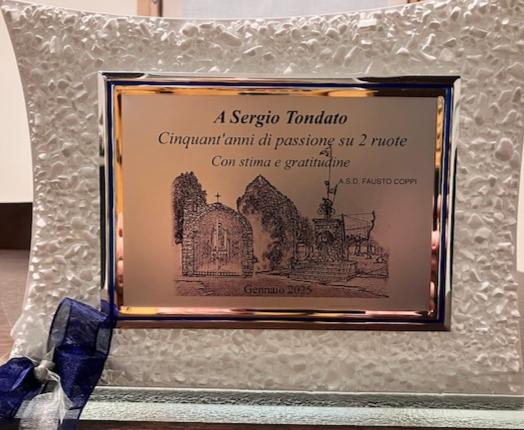 A Sergio Tondato
Cinquant'anni di passione su 2 ruote
Con stima e gratitudine
A.S.D. FAUSTO COPPI
Gennaio 2025